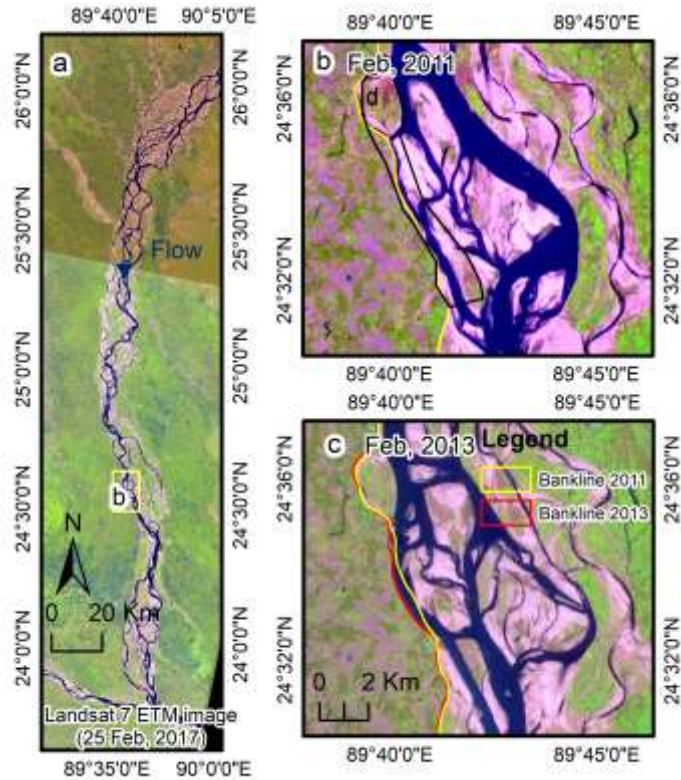 89°40'0"E 90°5'0"E
a
26°0'0"N
25°30'0"N
Flow
25°0'0"N
b
24°30'0"N
N
0 20 Km
24°0'0"N
Landsat 7 ETM image
(25 Feb, 2017)
89°35'0"E 90°0'0"E
26°0'0"N
25°30'0"N
25°0'0"N
24°30'0"N
24°0'0"N
89°40'0"E 89°45'0"E
b Feb, 2011
d
24°36'0"N
24°32'0"N
24°36'0"N
24°32'0"N
89°40'0"E 89°45'0"E
89°40'0"E 89°45'0"E
c Feb, 2013 Legend
Bankline 2011
Bankline 2013
24°36'0"N
24°32'0"N
24°36'0"N
24°32'0"N
0 2 Km
89°40'0"E 89°45'0"E